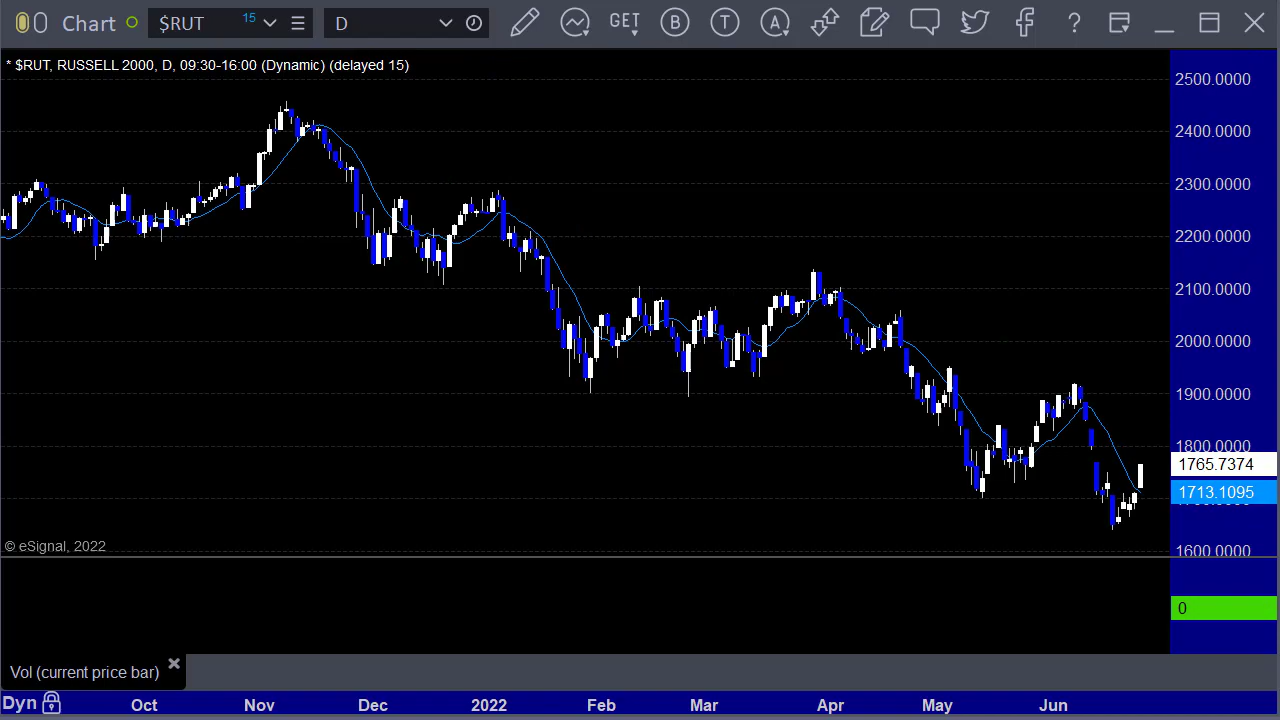 Chart $RUT 15 D GET B T A ?
* $RUT, RUSSELL 2000, D, 09:30-16:00 (Dynamic) (delayed 15)
2500.0000
2400.0000
2300.0000
2200.0000
2100.0000
2000.0000
1900.0000
1800.0000
1765.7374
1713.1095
© eSignal, 2022
1600.0000
0
Vol (current price bar)
Dyn Oct Nov Dec 2022 Feb Mar Apr May Jun